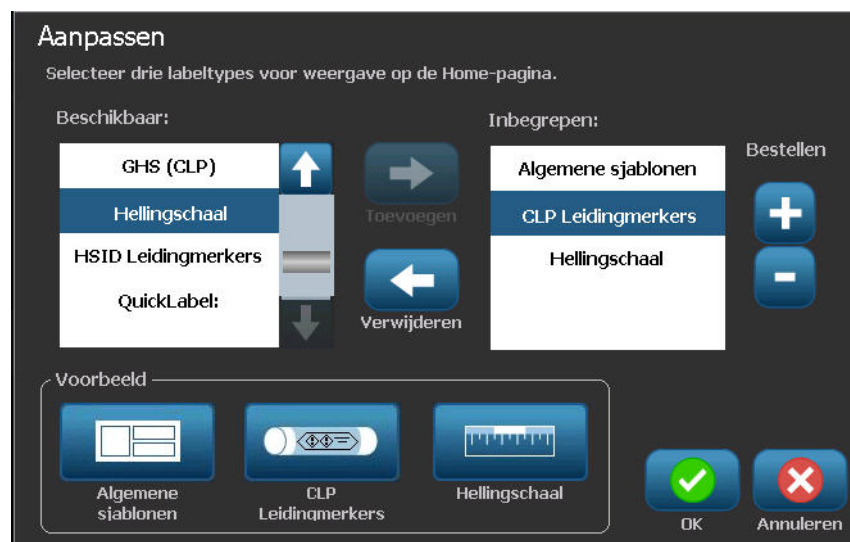 Aanpassen
Selecteer drie labeltypes voor weergave op de Home-pagina.
Beschikbaar:
GHS (CLP)
Hellingschaal
HSID Leidingmerkers
QuickLabel:
Toevoegen
Verwijderen
Inbegrepen:
Algemene sjablonen
CLP Leidingmerkers
Hellingschaal
Bestellen
Voorbeeld
Algemene
sjablonen
CLP
Leidingmerkers
Hellingschaal
OK
Annuleren